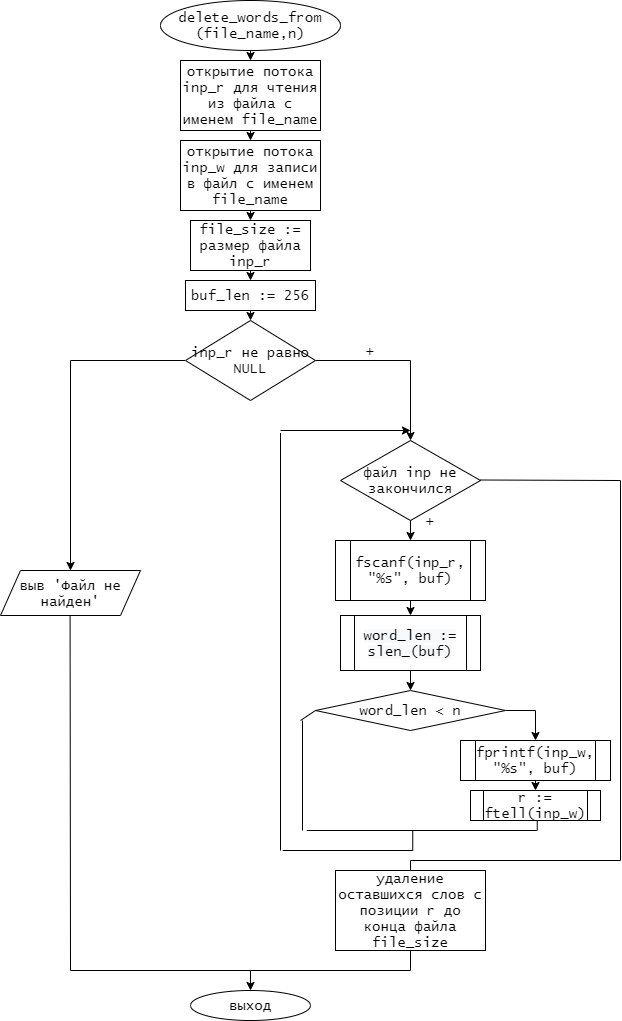 delete_words_from
(file_name,n)
открытие потока
inp_r для чтения
из файла с
именем file_name
открытие потока
inp_w для записи
в файл с именем
file_name
file_size :=
размер файла
inp_r
buf_len := 256
inp_r не равно
NULL
+
файл inp не
закончился
+
fscanf(inp_r,
"%s", buf)
выв 'Файл не
найден'
word_len :=
slen_(buf)
word_len < n
fprintf(inp_w,
"%s", buf)
r :=
ftell(inp_w)
удаление
оставшихся слов с
позиции r до
конца файла
file_size
выход